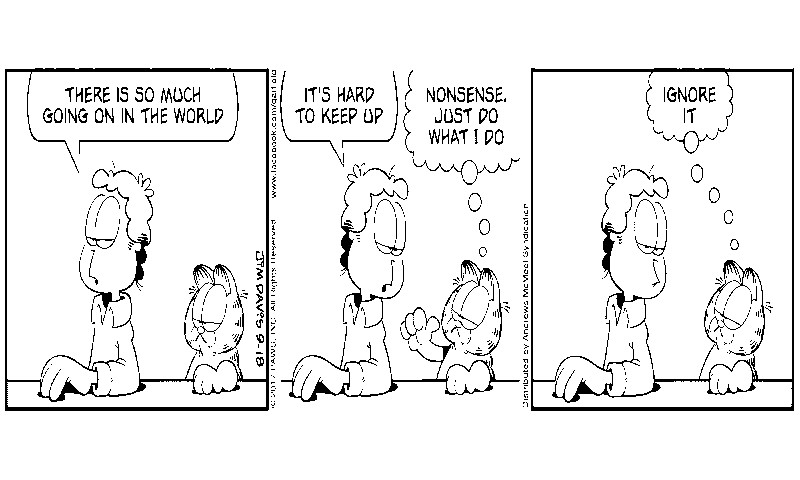 THERE IS SO MUCH
GOING ON IN THE WORLD
JIM DAVIS 9-18
www.facebook.com/garfield
© 2017 PAWS, INC. All Rights Reserved.
IT'S HARD
TO KEEP UP
NONSENSE.
JUST DO
WHAT I DO
Distributed by Andrews McMeel Syndication
IGNORE
IT